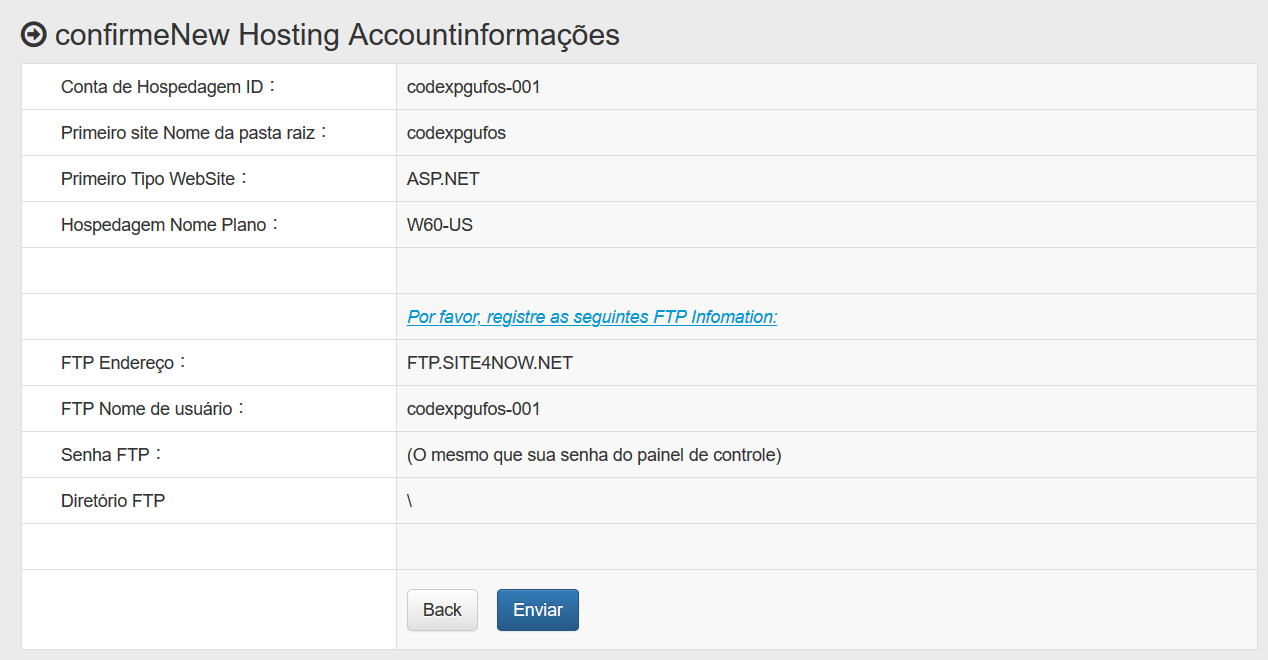 confirmeNew Hosting Accountinformações
Conta de Hospedagem ID： codexpgufos-001
Primeiro site Nome da pasta raiz： codexpgufos
Primeiro Tipo WebSite： ASP.NET
Hospedagem Nome Plano： W60-US
Por favor, registre as seguintes FTP Infomation:
FTP Endereço： FTP.SITE4NOW.NET
FTP Nome de usuário： codexpgufos-001
Senha FTP： (O mesmo que sua senha do painel de controle)
Diretório FTP \
Back Enviar